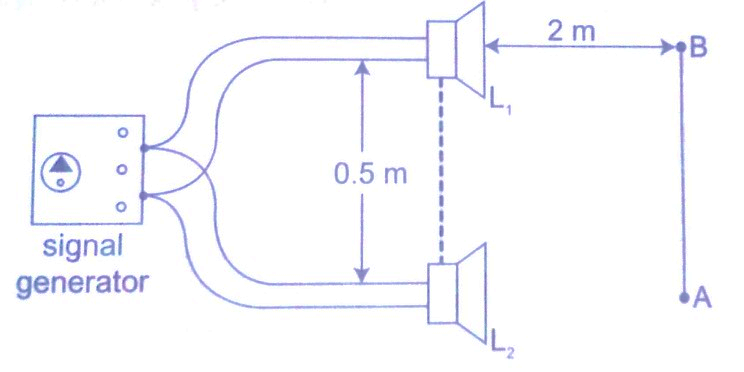 2 m
B
L₁
0.5 m
signal
generator
A
L₂